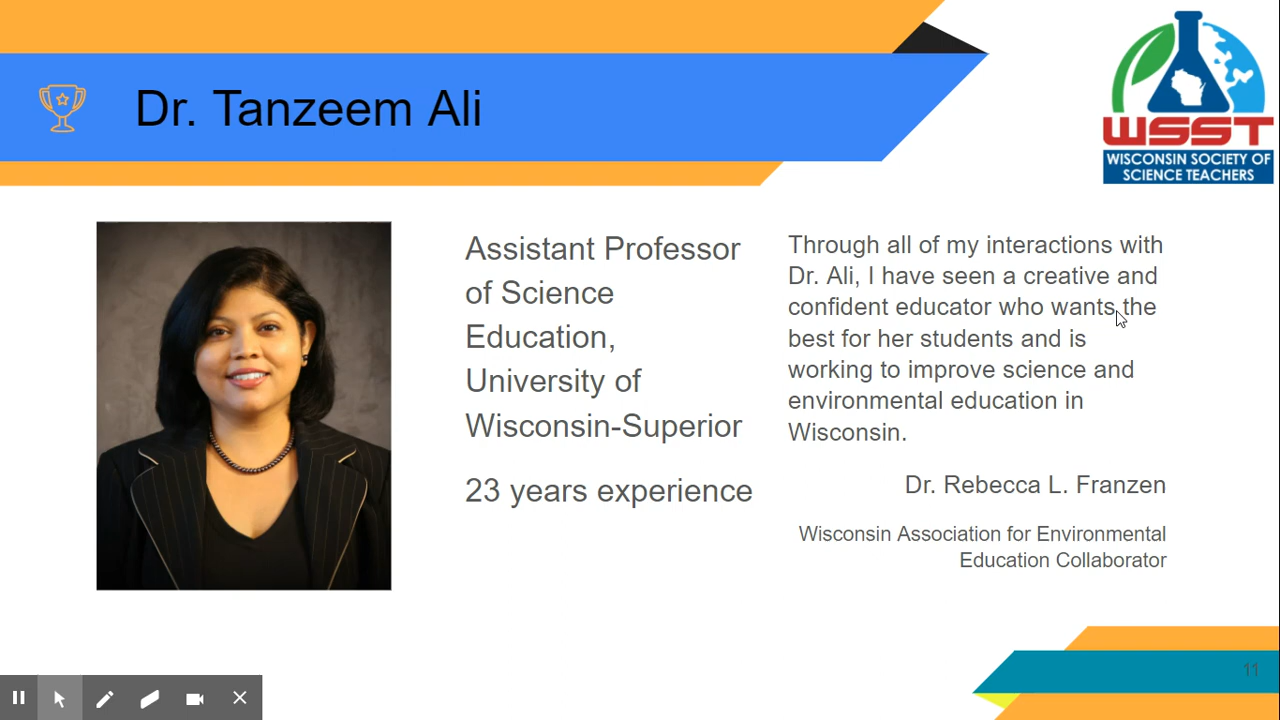 Dr. Tanzeem Ali
WSST
WISCONSIN SOCIETY OF
SCIENCE TEACHERS
Assistant Professor
of Science
Education,
University of
Wisconsin-Superior
23 years experience
Through all of my interactions with
Dr. Ali, I have seen a creative and
confident educator who wants the
best for her students and is
working to improve science and
environmental education in
Wisconsin.
Dr. Rebecca L. Franzen
Wisconsin Association for Environmental
Education Collaborator
11